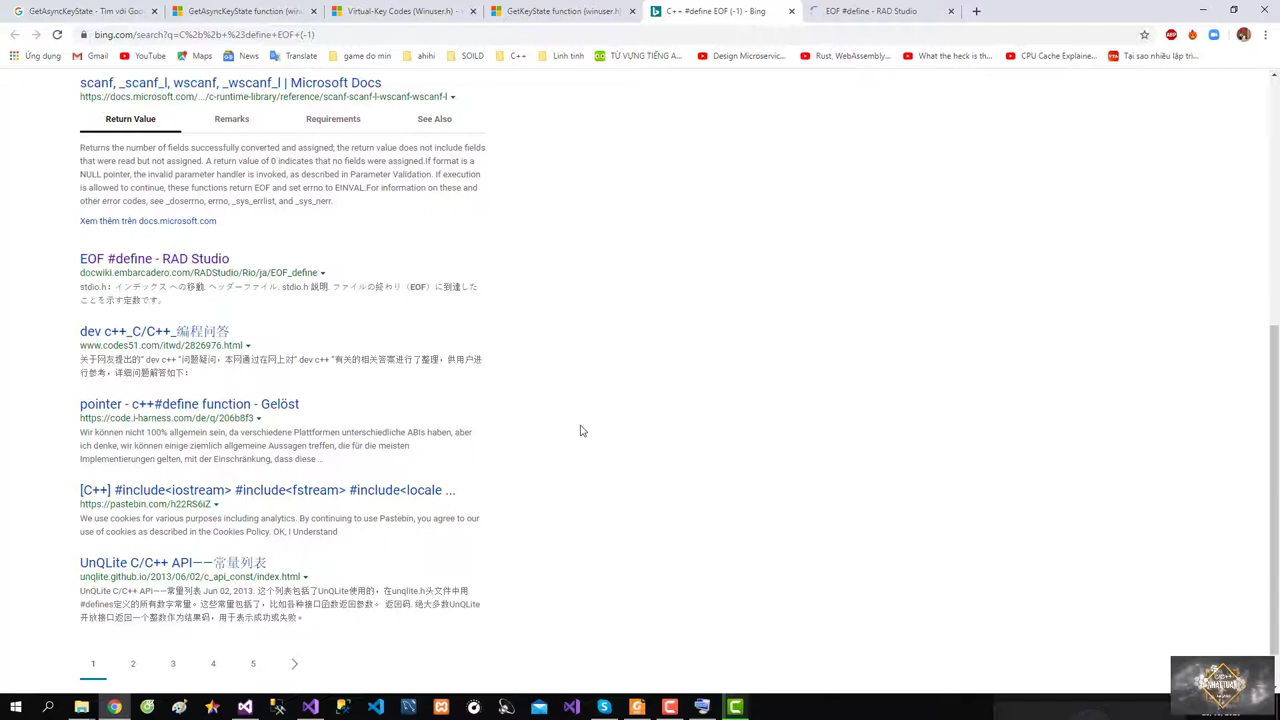 GetAsyncKeyState - Tìm với Goo
GetAsyncKeyState function (win
Virtual-Key Codes (Winuser.h) -
GetKeyState function (winuser.h
C++ #define EOF (-1) - Bing
EOF #define - RAD Studio
bing.com/search?q=C%2b%2b+%23define+EOF+(-1)
Ứng dụng
Gmail
YouTube
Maps
News
Translate
game do min
ahihi
SOILD
C++
Linh tinh
TỪ VỰNG TIẾNG A...
Design Microservic...
Rust, WebAssembly...
What the heck is th...
CPU Cache Explaine...
Tại sao nhiều lập trì...
scanf, _scanf_l, wscanf, _wscanf_l | Microsoft Docs
https://docs.microsoft.com/.../c-runtime-library/reference/scanf-scanf-l-wscanf-wscanf-l
Return Value
Remarks
Requirements
See Also
Returns the number of fields successfully converted and assigned; the return value does not include fields
that were read but not assigned. A return value of 0 indicates that no fields were assigned.If format is a
NULL pointer, the invalid parameter handler is invoked, as described in Parameter Validation. If execution
is allowed to continue, these functions return EOF and set errno to EINVAL.For information on these and
other error codes, see _doserrno, errno, _sys_errlist, and _sys_nerr.
Xem thêm trên docs.microsoft.com
EOF #define - RAD Studio
docwiki.embarcadero.com/RADStudio/Rio/ja/EOF_define
stdio.h: インデックス への移動. ヘッダーファイル. stdio.h 説明. ファイルの終わり（EOF）に到達した
ことを示す定数です。
dev c++_C/C++_编程问答
www.codes51.com/itwd/2826976.html
关于网友提出的" dev c++ "问题疑问，本网通过在网上对" dev c++ "有关的相关答案进行了整理，供用户进
行参考，详细问题解答如下：
pointer - c++#define function - Gelöst
https://code.i-harness.com/de/q/206b8f3
Wir können nicht 100% allgemein sein, da verschiedene Plattformen unterschiedliche ABIs haben, aber
ich denke, wir können einige ziemlich allgemeine Aussagen treffen, die für die meisten
Implementierungen gelten, mit der Einschränkung, dass diese ...
[C++] #include<iostream> #include<fstream> #include<locale ...
https://pastebin.com/h22RS6iZ
We use cookies for various purposes including analytics. By continuing to use Pastebin, you agree to our
use of cookies as described in the Cookies Policy. OK, I Understand
UnQLite C/C++ API——常量列表
unqlite.github.io/2013/06/02/c_api_const/index.html
UnQLite C/C++ API——常量列表 Jun 02, 2013. 这个列表包括了UnQLite使用的，在unqlite.h头文件中用
#defines定义的所有数字常量。这些常量包括了，比如各种接口函数返回参数。 返回码. 绝大多数UnQLite
开放接口返回一个整数作为结果码，用于表示成功或失败。
1 2 3 4 5
C/C++